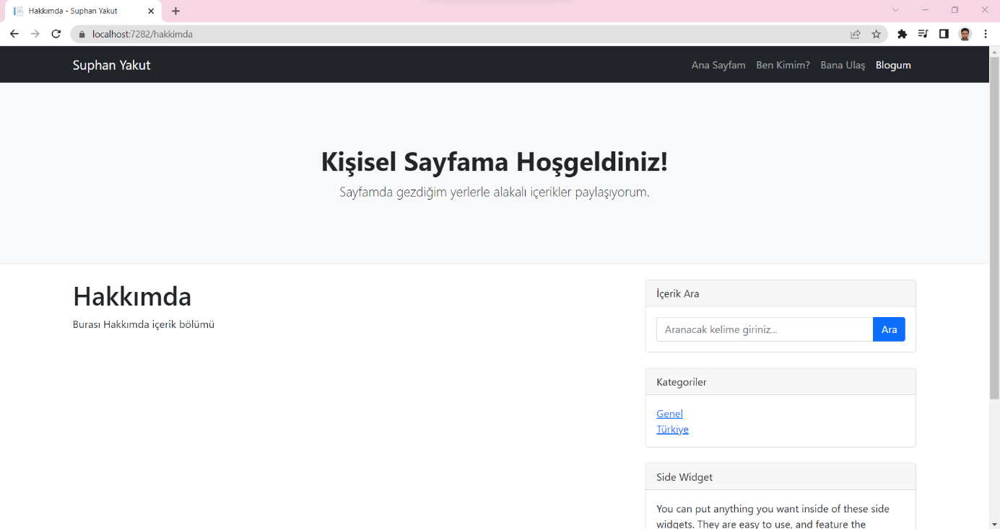 Hakkımda - Suphan Yakut
localhost:7282/hakkimda
Suphan Yakut
Ana Sayfam Ben Kimim? Bana Ulaş Blogum
Kişisel Sayfama Hoşgeldiniz!
Sayfamda gezdiğim yerlerle alakalı içerikler paylaşıyorum.
Hakkımda
Burası Hakkımda içerik bölümü
İçerik Ara
Aranacak kelime giriniz...
Ara
Kategoriler
Genel
Türkiye
Side Widget
You can put anything you want inside of these side
widgets. They are easy to use, and feature the